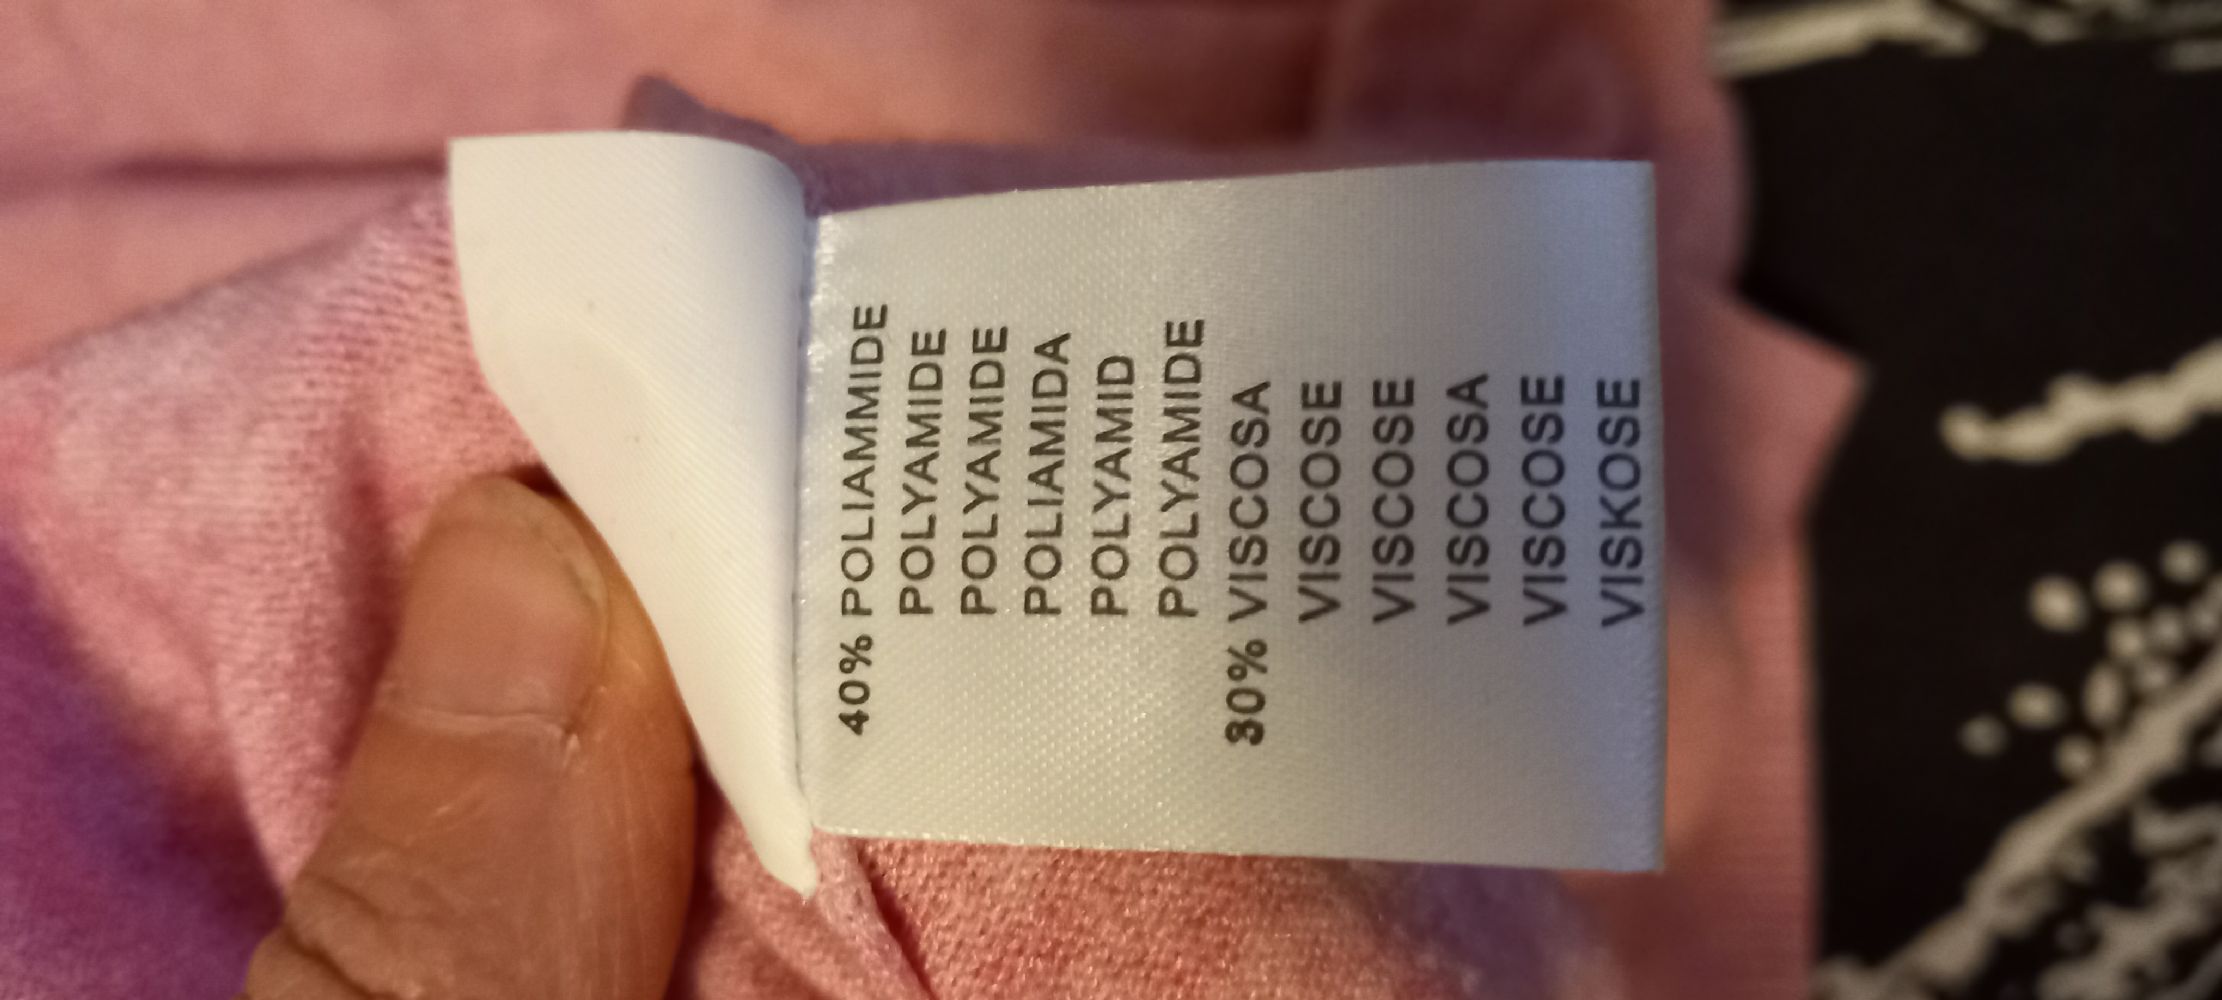 40% POLIAMMIDE
POLYAMIDE
POLYAMIDE
POLIAMIDA
POLYAMID
POLYAMIDE
30% VISCOSA
VISCOSE
VISCOSE
VISCOSA
VISCOSE
VISKOSE